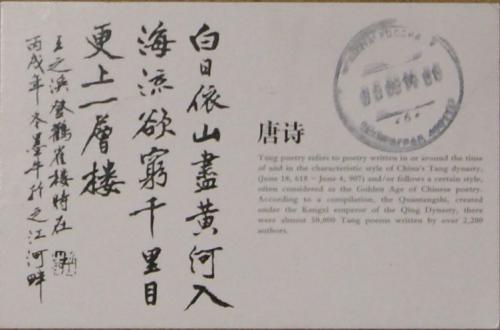 白日依山盡黄河入
海流欲窮千里目
更上一層樓
王之渙登鸛雀樓時在
丙戌年冬墨牛於之江河畔
唐诗
Tang poetry refers to poetry written in or around the time
of and in the characteristic style of China's Tang dynasty,
(June 18, 618 – June 4, 907) and/or follows a certain style,
often considered as the Golden Age of Chinese poetry.
According to a compilation, the Quantangshi, created
under the Kangxi emperor of the Qing Dynasty, there
were almost 50,000 Tang poems written by over 2,200
authors.